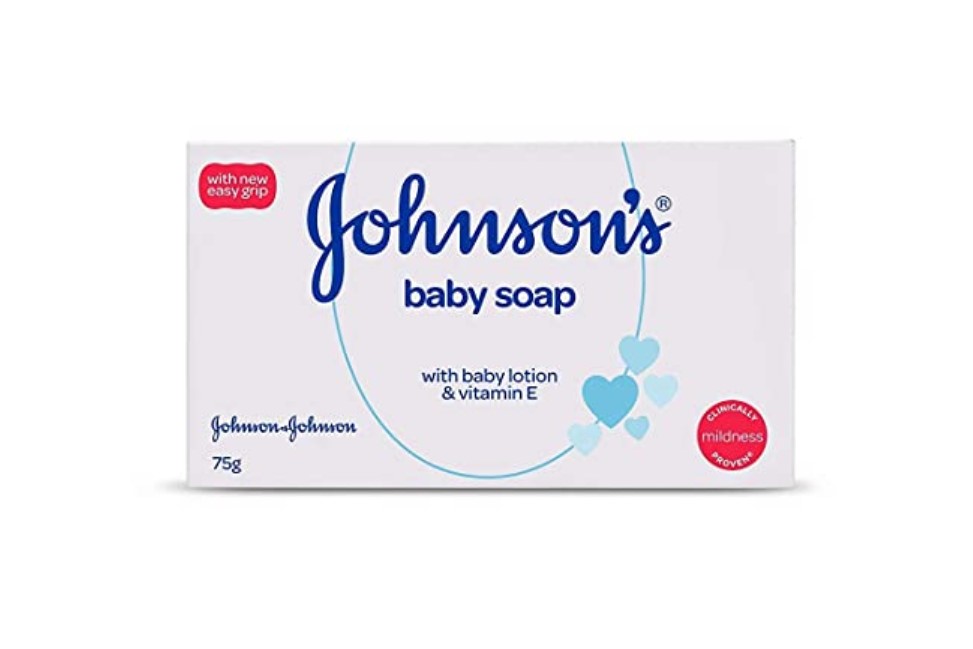 with new
easy grip
Johnson's®
baby soap
with baby lotion
& vitamin E
Johnson&Johnson
75g
CLINICALLY
mildness
PROVEN*